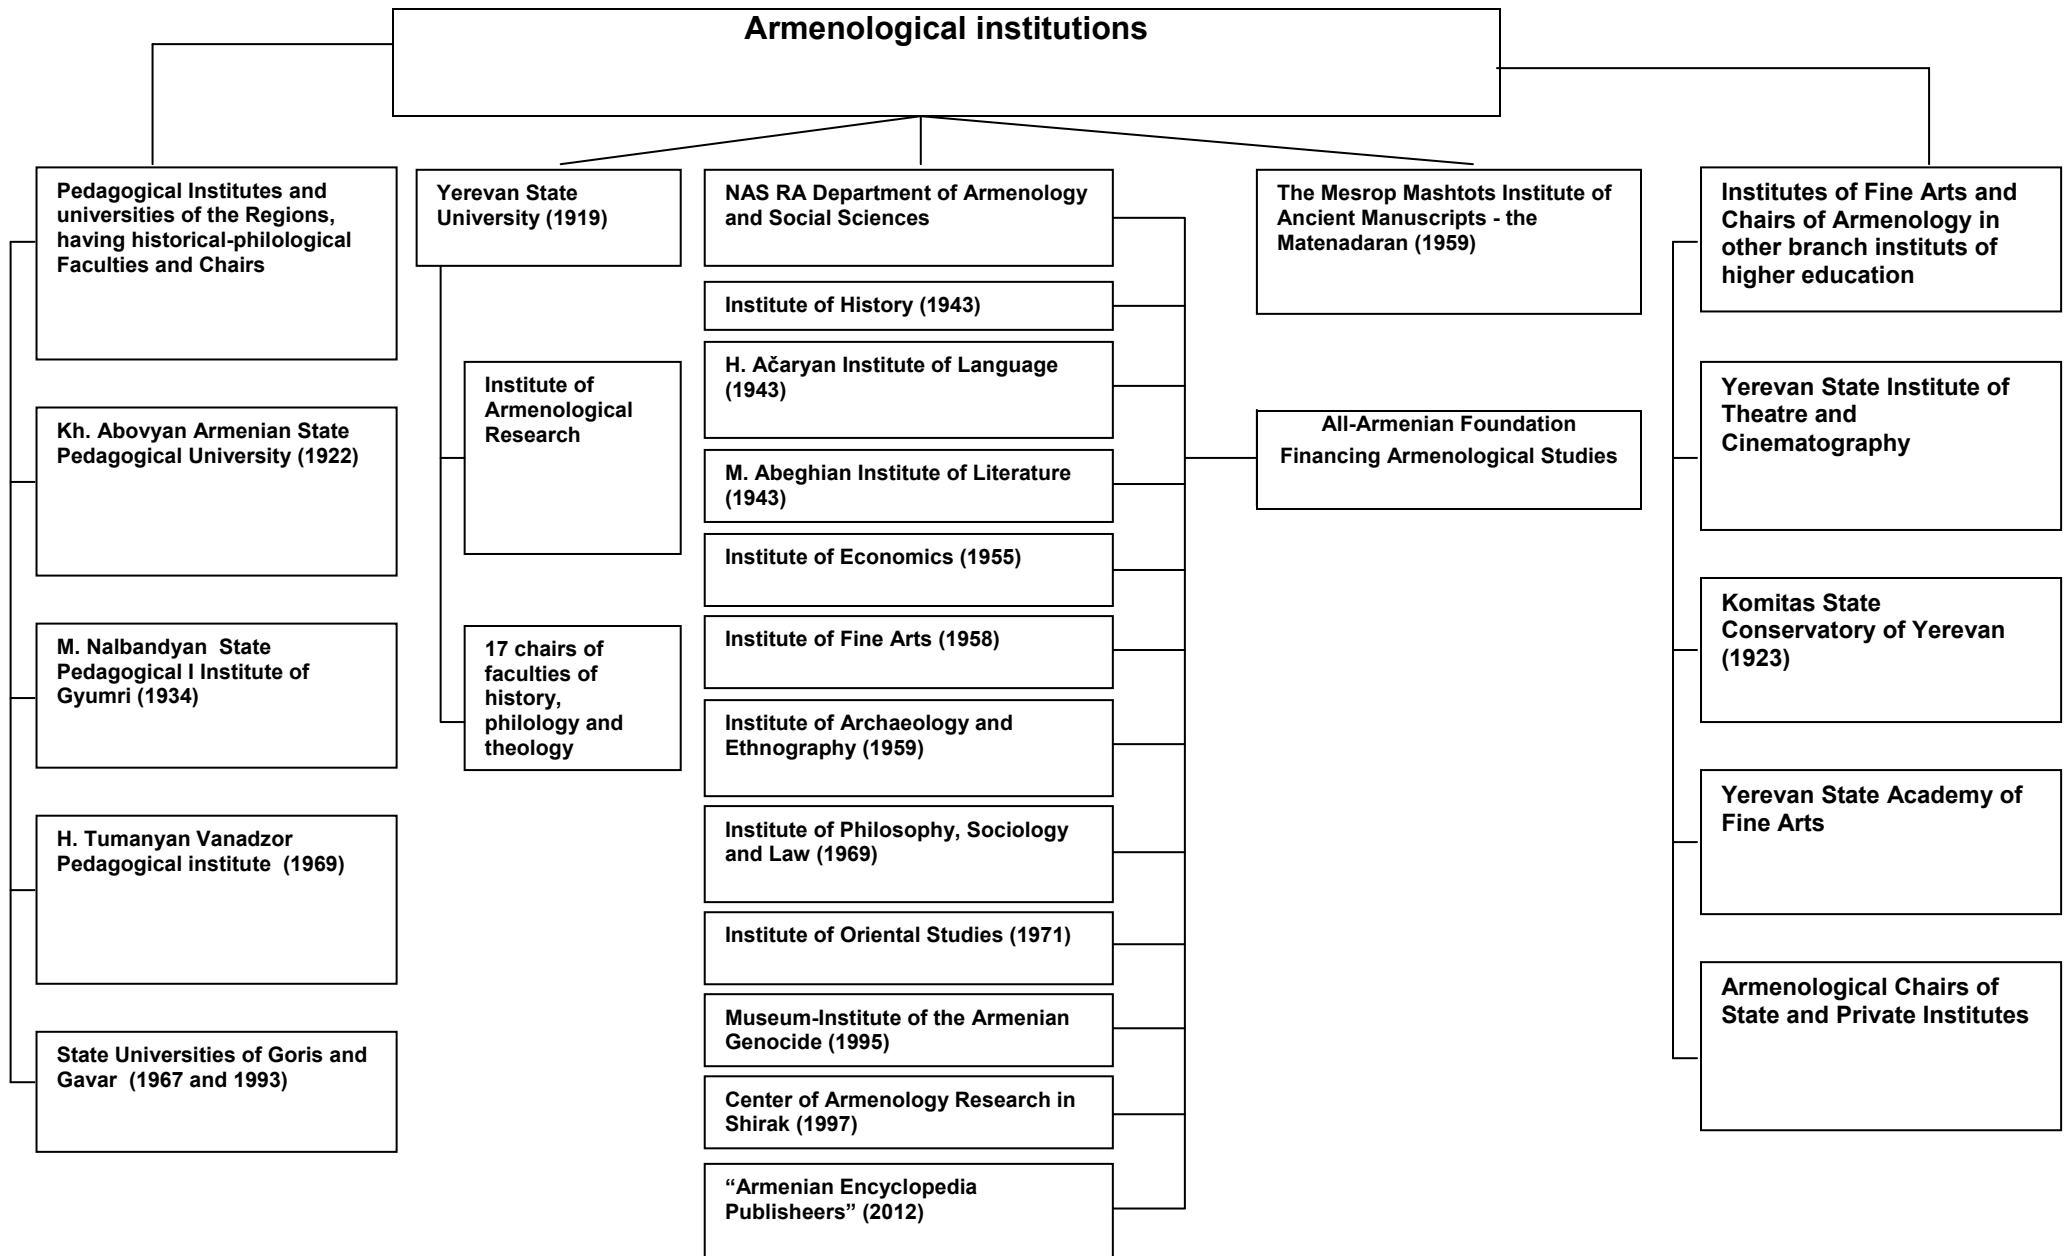 Armenological institutions
Pedagogical Institutes and
universities of the Regions,
having historical-philological
Faculties and Chairs
Kh. Abovyan Armenian State
Pedagogical University (1922)
M. Nalbandyan  State
Pedagogical I Institute of
Gyumri (1934)
H. Tumanyan Vanadzor
Pedagogical institute  (1969)
State Universities of Goris and
Gavar  (1967 and 1993)
Yerevan State
University (1919)
Institute of
Armenological
Research
17 chairs of
faculties of
history,
philology and
theology
NAS RA Department of Armenology
and Social Sciences
Institute of History (1943)
H. Ačaryan Institute of Language
(1943)
M. Abeghian Institute of Literature
(1943)
Institute of Economics (1955)
Institute of Fine Arts (1958)
Institute of Archaeology and
Ethnography (1959)
Institute of Philosophy, Sociology
and Law (1969)
Institute of Oriental Studies (1971)
Museum-Institute of the Armenian
Genocide (1995)
Center of Armenology Research in
Shirak (1997)
“Armenian Encyclopedia
Publisheers” (2012)
The Mesrop Mashtots Institute of
Ancient Manuscripts - the
Matenadaran (1959)
All-Armenian Foundation
Financing Armenological Studies
Institutes of Fine Arts and
Chairs of Armenology in
other branch instituts of
higher education
Yerevan State Institute of
Theatre and
Cinematography
Komitas State
Conservatory of Yerevan
(1923)
Yerevan State Academy of
Fine Arts
Armenological Chairs of
State and Private Institutes